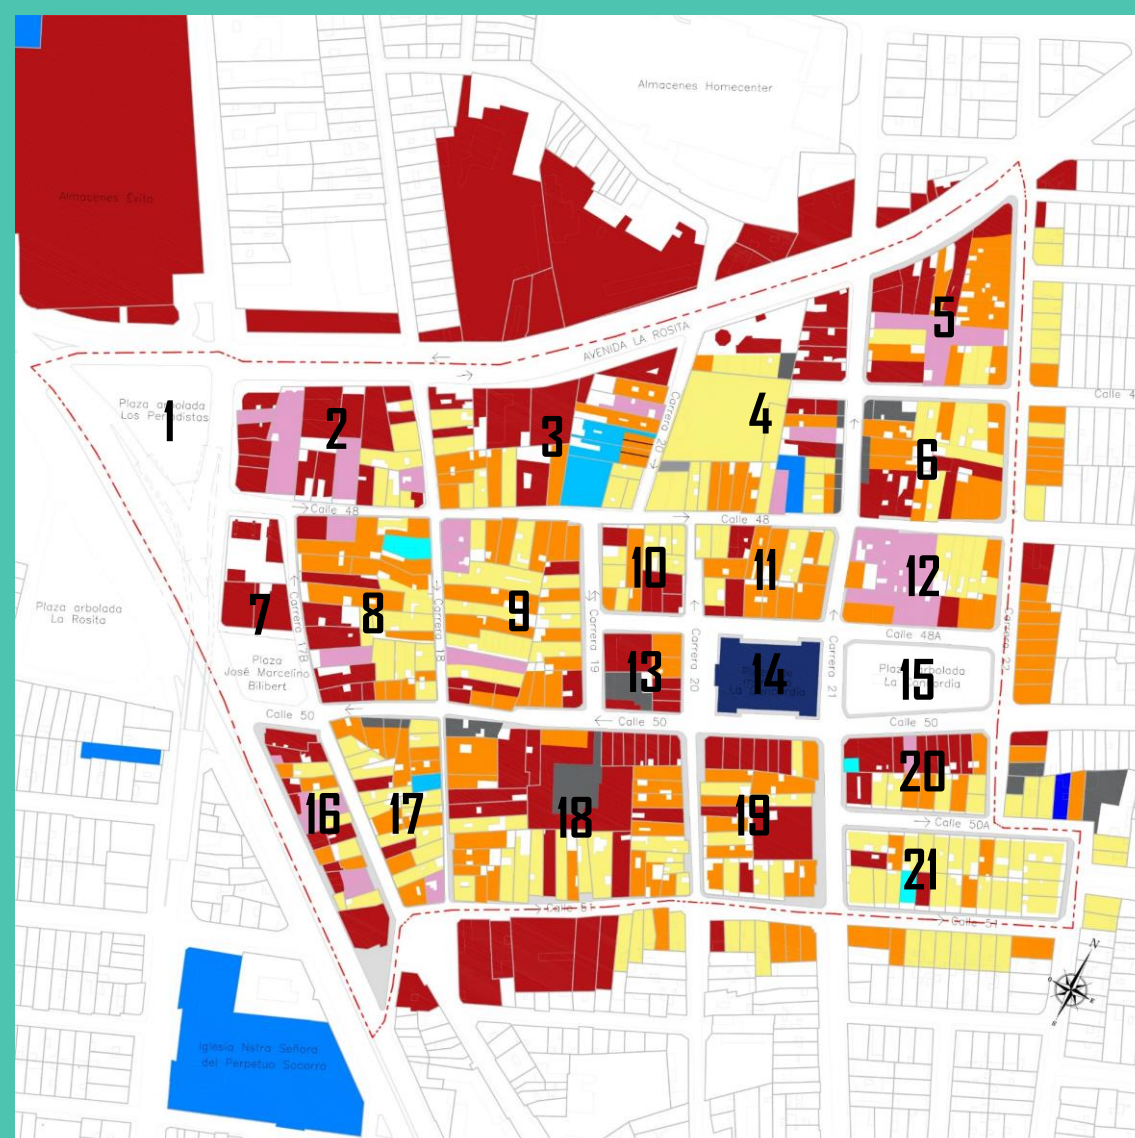 Almacenes Homecenter
Almacenes Exito
AVENIDA LA ROSITA
5
Plaza arbolada
Los Periodistas
1
2
3
Carrera 20
4
6
Calle 4
Calle 48
Calle 48
7
Carrera 17B
8
Carrera 18
9
Carrera 19
10
11
12
Calle 48A
Plaza arbolada
La Rosita
Plaza
José Marcelino
Bilibert
13
Carrera 20
14
La Concordia
Carrera 21
Plaza arbolada
La Concordia
15
Calle 50
Calle 50
Calle 50
16
17
18
19
20
Calle 50A
21
Calle 51
Calle 51
N
Iglesia Nstra Señora
del Perpetuo Socorro